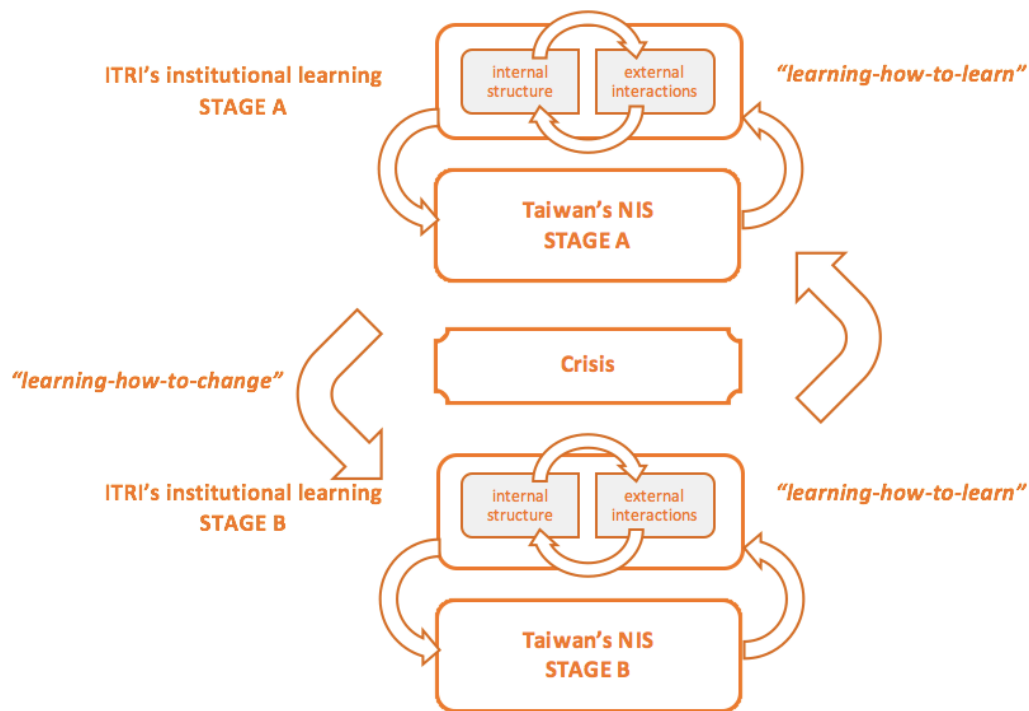 ITRI's institutional learning
STAGE A
internal
structure
external
interactions
"learning-how-to-learn"
Taiwan's NIS
STAGE A
Crisis
"learning-how-to-change"
ITRI's institutional learning
STAGE B
internal
structure
external
interactions
"learning-how-to-learn"
Taiwan's NIS
STAGE B